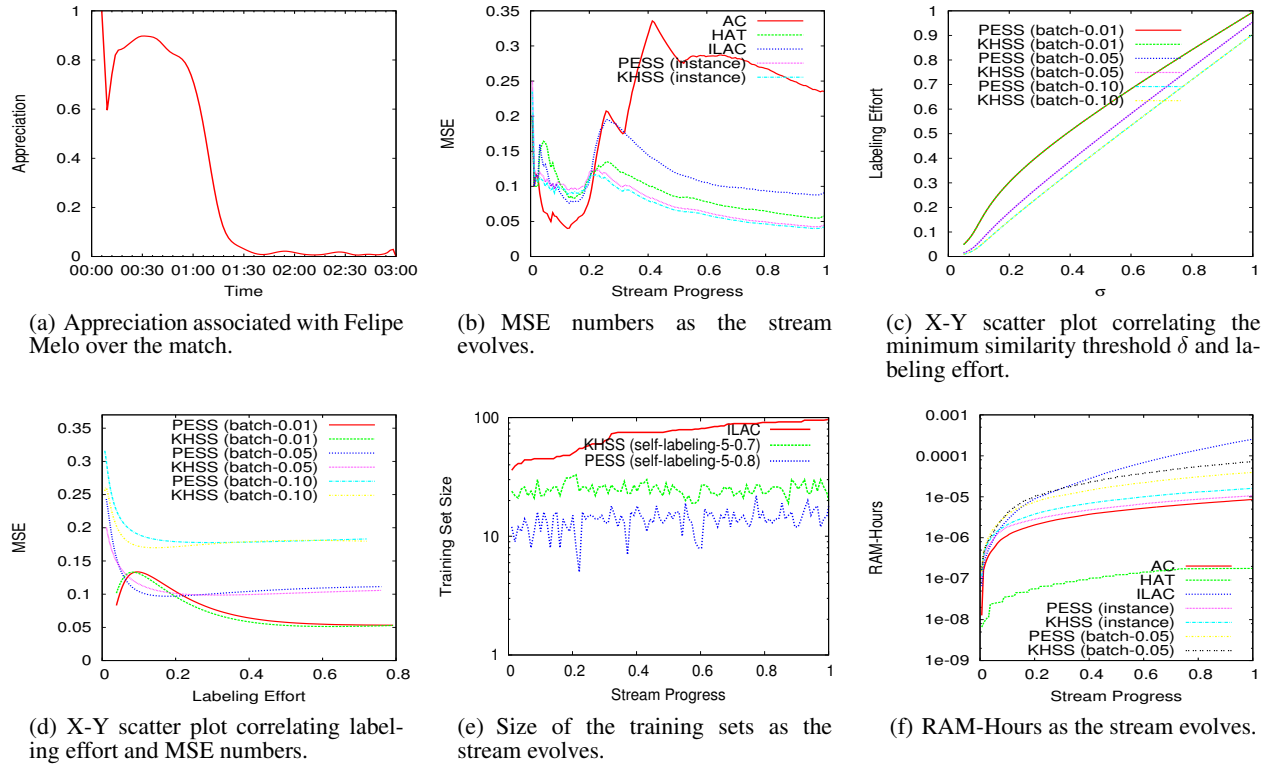 1
0.8
0.6
0.4
0.2
0
00:00 00:30 01:00 01:30 02:00 02:30 03:00
Appreciation
Time
(a) Appreciation associated with Felipe
Melo over the match.
0.35
0.3
0.25
0.2
0.15
0.1
0.05
0
0 0.2 0.4 0.6 0.8 1
MSE
Stream Progress
AC
HAT
ILAC
PESS (instance)
KHSS (instance)
(b) MSE numbers as the stream
evolves.
1
0.9
0.8
0.7
0.6
0.5
0.4
0.3
0.2
0.1
0
0 0.2 0.4 0.6 0.8 1
Labeling Effort
σ
PESS (batch-0.01)
KHSS (batch-0.01)
PESS (batch-0.05)
KHSS (batch-0.05)
PESS (batch-0.10)
KHSS (batch-0.10)
(c) X-Y scatter plot correlating the
minimum similarity threshold δ and la-
beling effort.
0.35
0.3
0.25
0.2
0.15
0.1
0.05
0
0 0.2 0.4 0.6 0.8
MSE
Labeling Effort
PESS (batch-0.01)
KHSS (batch-0.01)
PESS (batch-0.05)
KHSS (batch-0.05)
PESS (batch-0.10)
KHSS (batch-0.10)
(d) X-Y scatter plot correlating label-
ing effort and MSE numbers.
100
10
1
0 0.2 0.4 0.6 0.8 1
Training Set Size
Stream Progress
ILAC
KHSS (self-labeling-5-0.7)
PESS (self-labeling-5-0.8)
(e) Size of the training sets as the
stream evolves.
0.001
0.0001
1e-05
1e-06
1e-07
1e-08
1e-09
0 0.2 0.4 0.6 0.8 1
RAM-Hours
Stream Progress
AC
HAT
ILAC
PESS (instance)
KHSS (instance)
PESS (batch-0.05)
KHSS (batch-0.05)
(f) RAM-Hours as the stream evolves.